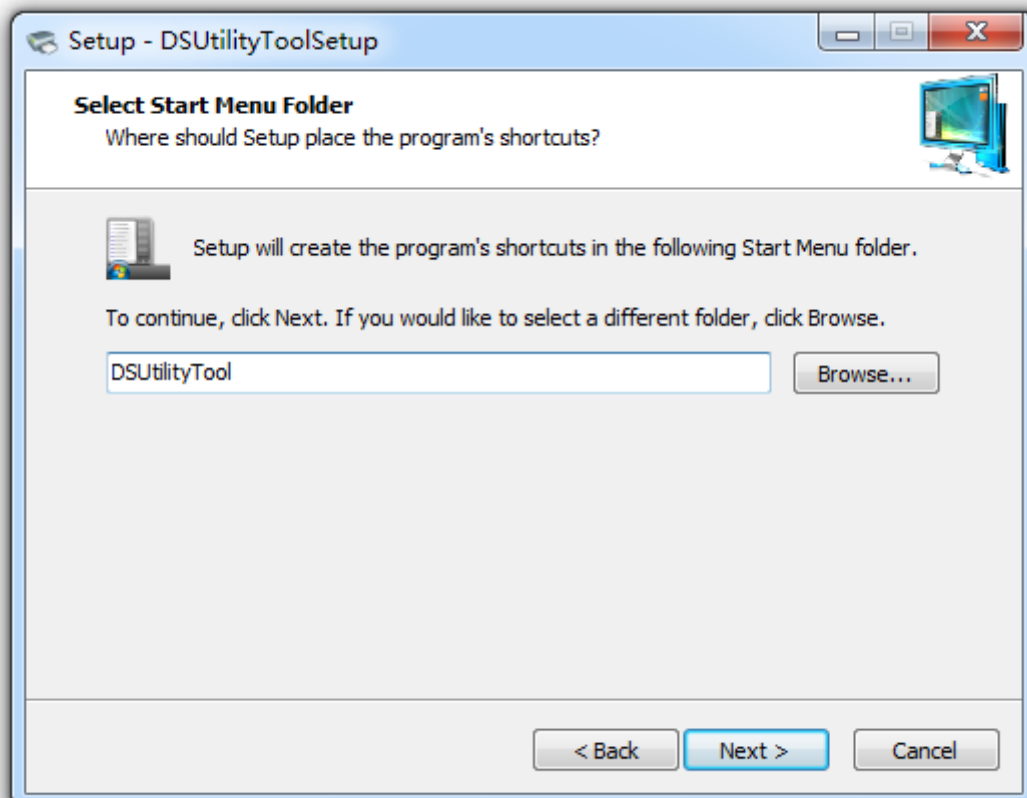 Setup - DSUtilityToolSetup
Select Start Menu Folder
Where should Setup place the program's shortcuts?
Setup will create the program's shortcuts in the following Start Menu folder.
To continue, click Next. If you would like to select a different folder, click Browse.
DSUtilityTool
Browse...
< Back
Next >
Cancel